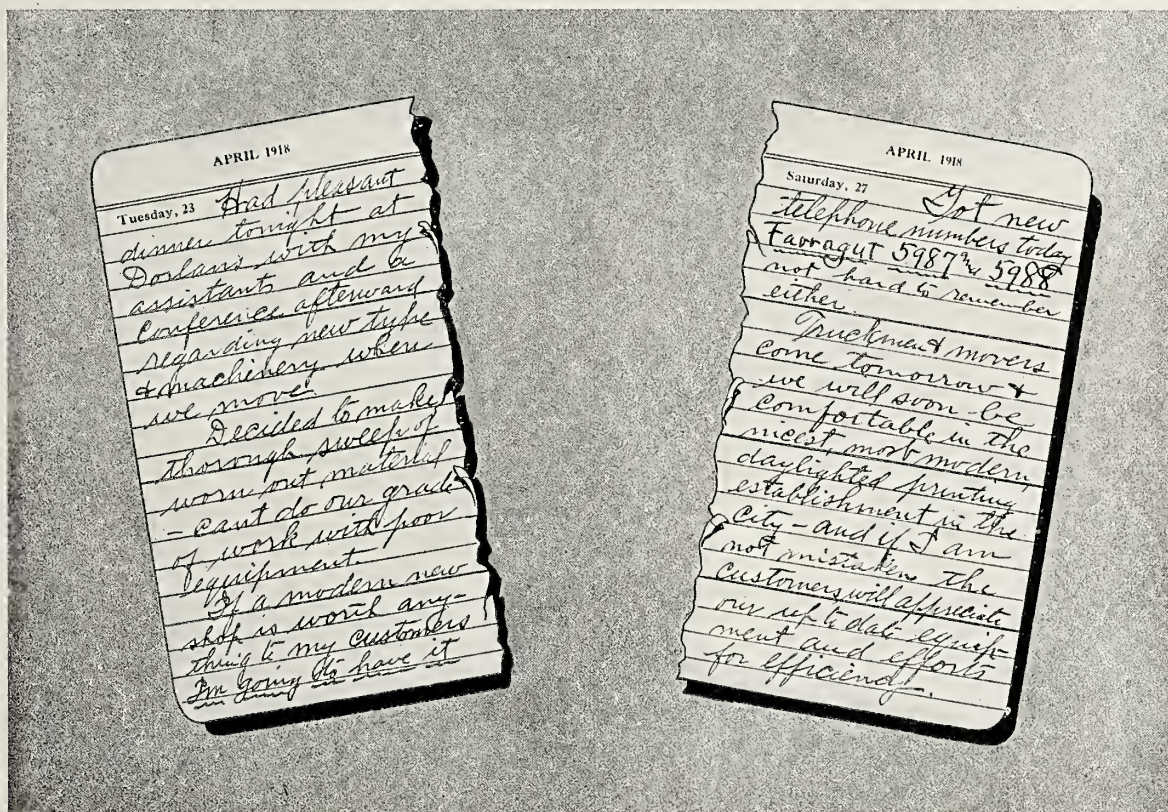 APRIL 1918
Tuesday, 23 Had pleasant
dinner tonight at
Dorlans with my
assistants and a
conference afterward
regarding new type
& machinery when
we move.
Decided to make
thorough sweep of
worn out material
- cant do our grade
of work with poor
equipment.
If a modern new
shop is worth any-
thing to my customers
I'm going to have it
APRIL 1918
Saturday, 27 Got new
telephone numbers today
Farragut 5987 and 5988
not hard to remember
either.
Truckmen & movers
come tomorrow &
we will soon be
comfortable in the
nicest, most modern,
daylighted printing
establishment in the
city - and if I am
not mistaken the
customers will appreciate
our up to date equip-
ment and efforts
for efficiency.